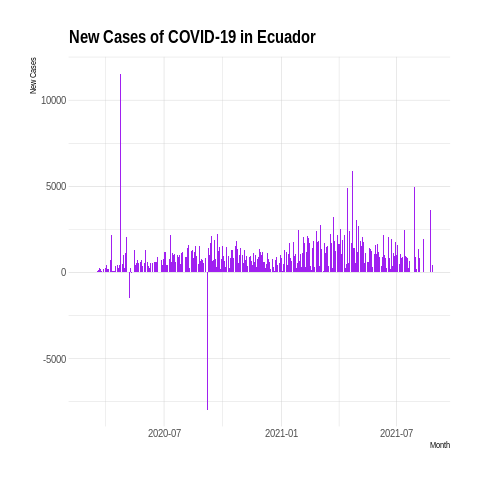 New Cases of COVID-19 in Ecuador
New Cases
10000
5000
0
-5000
2020-07
2021-01
2021-07
Month